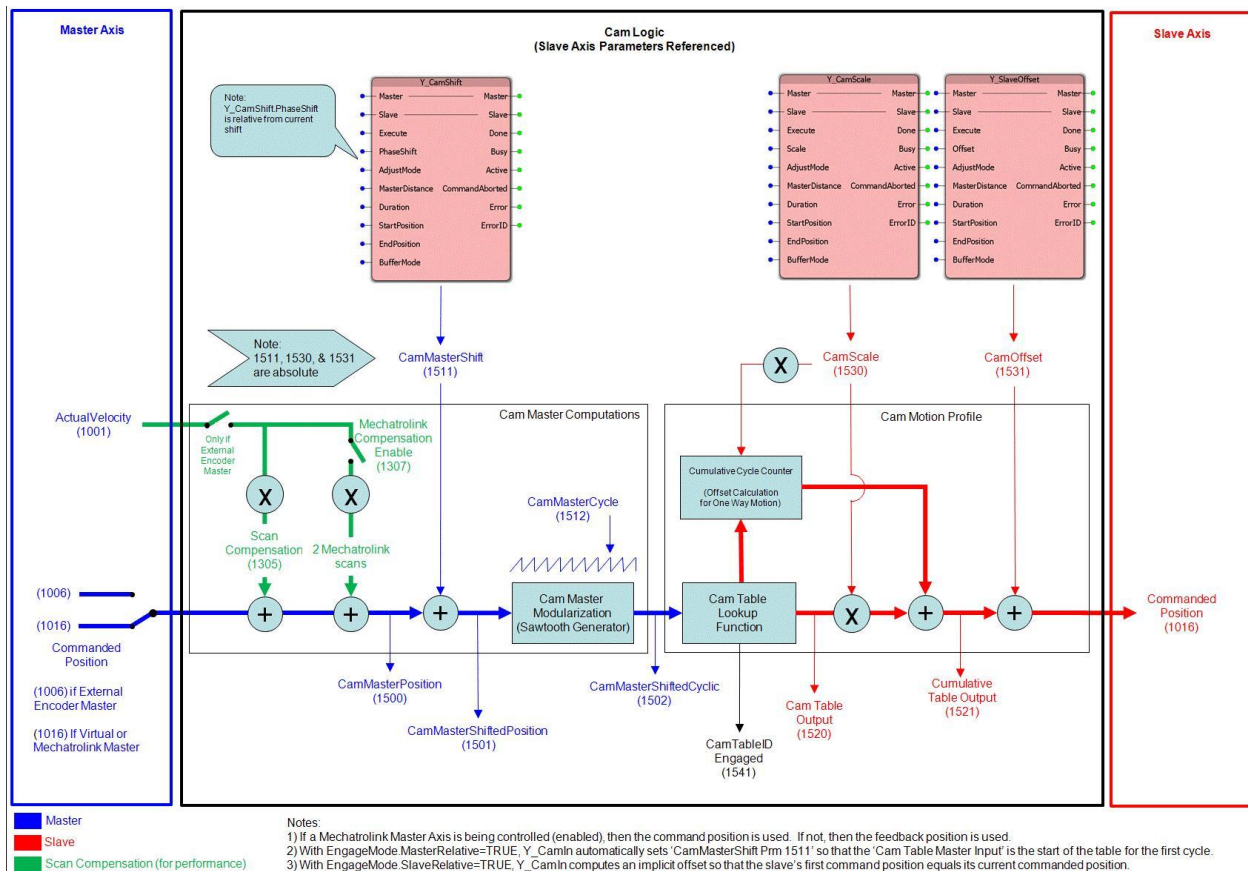 Master Axis
Cam Logic
(Slave Axis Parameters Referenced)
Slave Axis
Note:
Y_CamShift.PhaseShift
is relative from current
shift
Y_CamShift
Master Master
Slave Slave
Execute Done
PhaseShift Busy
AdjustMode Active
MasterDistance CommandAborted
Duration Error
StartPosition ErrorID
EndPosition
BufferMode
Y_CamScale
Master Master
Slave Slave
Execute Done
Scale Busy
AdjustMode Active
MasterDistance CommandAborted
Duration Error
StartPosition ErrorID
EndPosition
BufferMode
Y_SlaveOffset
Master Master
Slave Slave
Execute Done
Offset Busy
AdjustMode Active
MasterDistance CommandAborted
Duration Error
StartPosition ErrorID
EndPosition
BufferMode
Note:
1511, 1530, & 1531
are absolute
CamMasterShift
(1511)
X
CamScale
(1530)
CamOffset
(1531)
ActualVelocity
(1001)
Only if
External
Encoder
Master
Mechatrolink
Compensation
Enable
(1307)
Cam Master Computations
Cam Motion Profile
X
X
Scan
Compensation
(1305)
2 Mechatrolink
scans
CamMasterCycle
(1512)
Cumulative Cycle Counter
(Offset Calculation
for One Way Motion)
(1006)
(1016)
Commanded
Position
(1006) if External
Encoder Master
(1016) If Virtual or
Mechatrolink Master
+
+
+
Cam Master
Modularization
(Sawtooth Generator)
Cam Table
Lookup
Function
X
+
+
Commanded
Position
(1016)
CamMasterPosition
(1500)
CamMasterShiftedPosition
(1501)
CamMasterShiftedCyclic
(1502)
CamTableID
Engaged
(1541)
Cam Table
Output
(1520)
Cumulative
Table Output
(1521)
Master
Slave
Scan Compensation (for performance)
Notes:
1) If a Mechatrolink Master Axis is being controlled (enabled), then the command position is used. If not, then the feedback position is used.
2) With EngageMode.MasterRelative=TRUE, Y_CamIn automatically sets 'CamMasterShift Prm 1511' so that the 'Cam Table Master Input' is the start of the table for the first cycle.
3) With EngageMode.SlaveRelative=TRUE, Y_CamIn computes an implicit offset so that the slave's first command position equals its current commanded position.